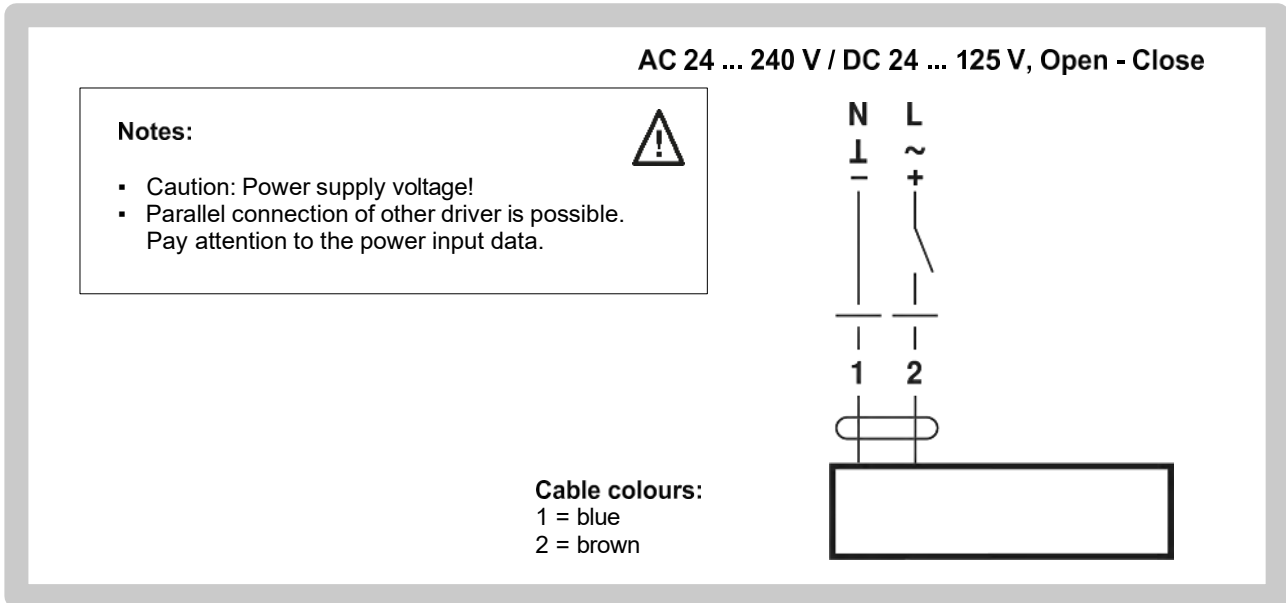 AC 24 ... 240 V / DC 24 ... 125 V, Open - Close
Notes:
▪ Caution: Power supply voltage!
▪ Parallel connection of other driver is possible.
Pay attention to the power input data.
N L
⊥ ~
– +
1 2
Cable colours:
1 = blue
2 = brown